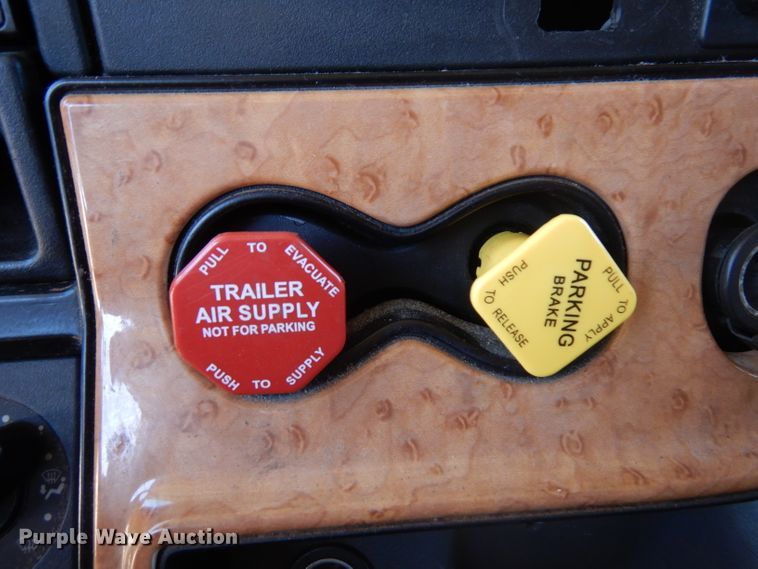 PULL TO EVACUATE
TRAILER
AIR SUPPLY
NOT FOR PARKING
PUSH TO SUPPLY
PULL TO APPLY
PARKING
BRAKE
PUSH TO RELEASE
Purple Wave Auction